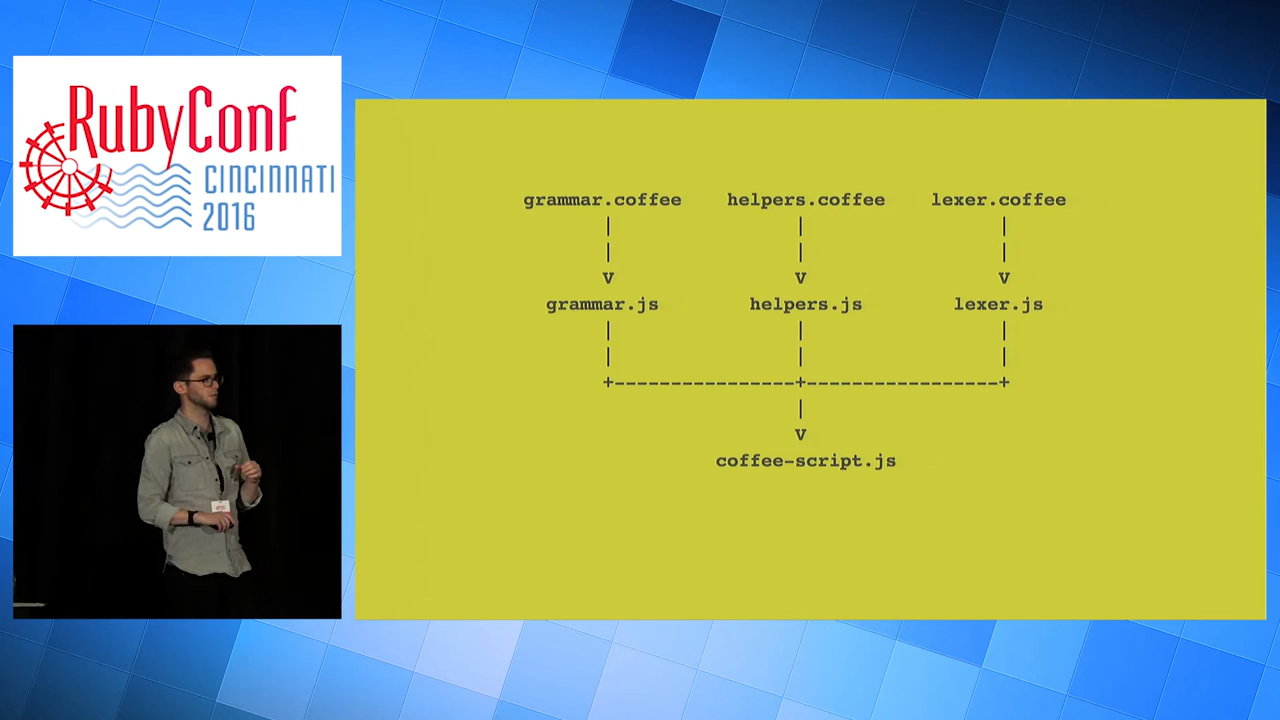 RubyConf
CINCINNATI
2016
grammar.coffee helpers.coffee lexer.coffee
| | |
| | |
V V V
grammar.js helpers.js lexer.js
| | |
| | |
+----------------+-----------------+
|
V
coffee-script.js